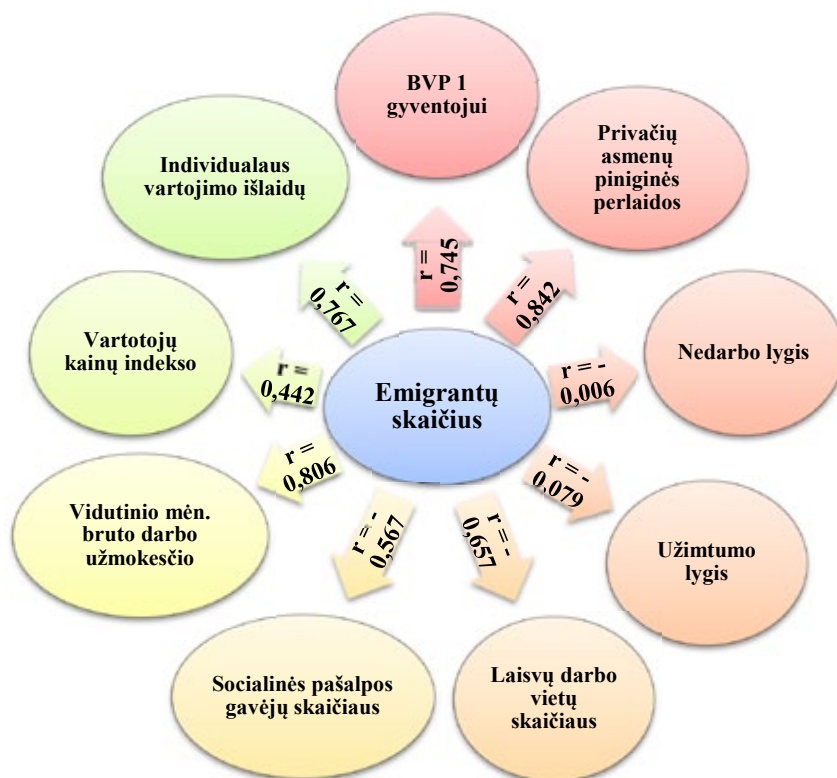 BVP 1
gyventojui
Privačių
asmenų
piniginės
perlaidos
Individualaus
vartojimo išlaidų
r =
0,745
r =
0,842
r =
0,767
Vartotojų
kainų indekso
r =
0,442
Emigrantų
skaičius
r = -
0,006
Nedarbo lygis
r =
0,806
r = -
0,079
Vidutinio mėn.
bruto darbo
užmokesčio
r = -
0,567
r = -
0,657
Užimtumo
lygis
Socialinės pašalpos
gavėjų skaičiaus
Laisvų darbo
vietų
skaičiaus